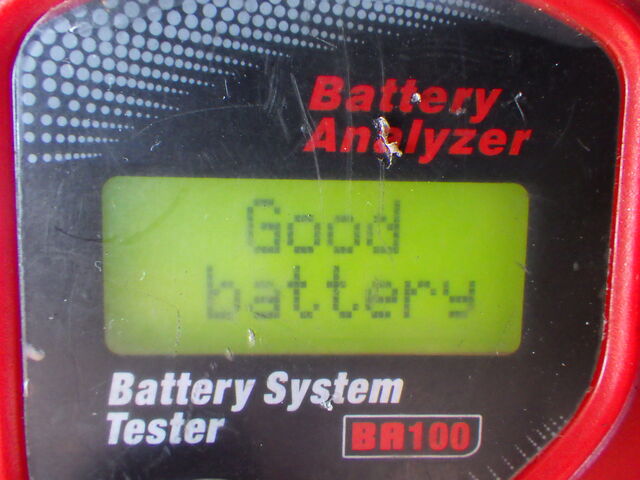 Battery
Analyzer
Good
battery
Battery System
Tester
BA100